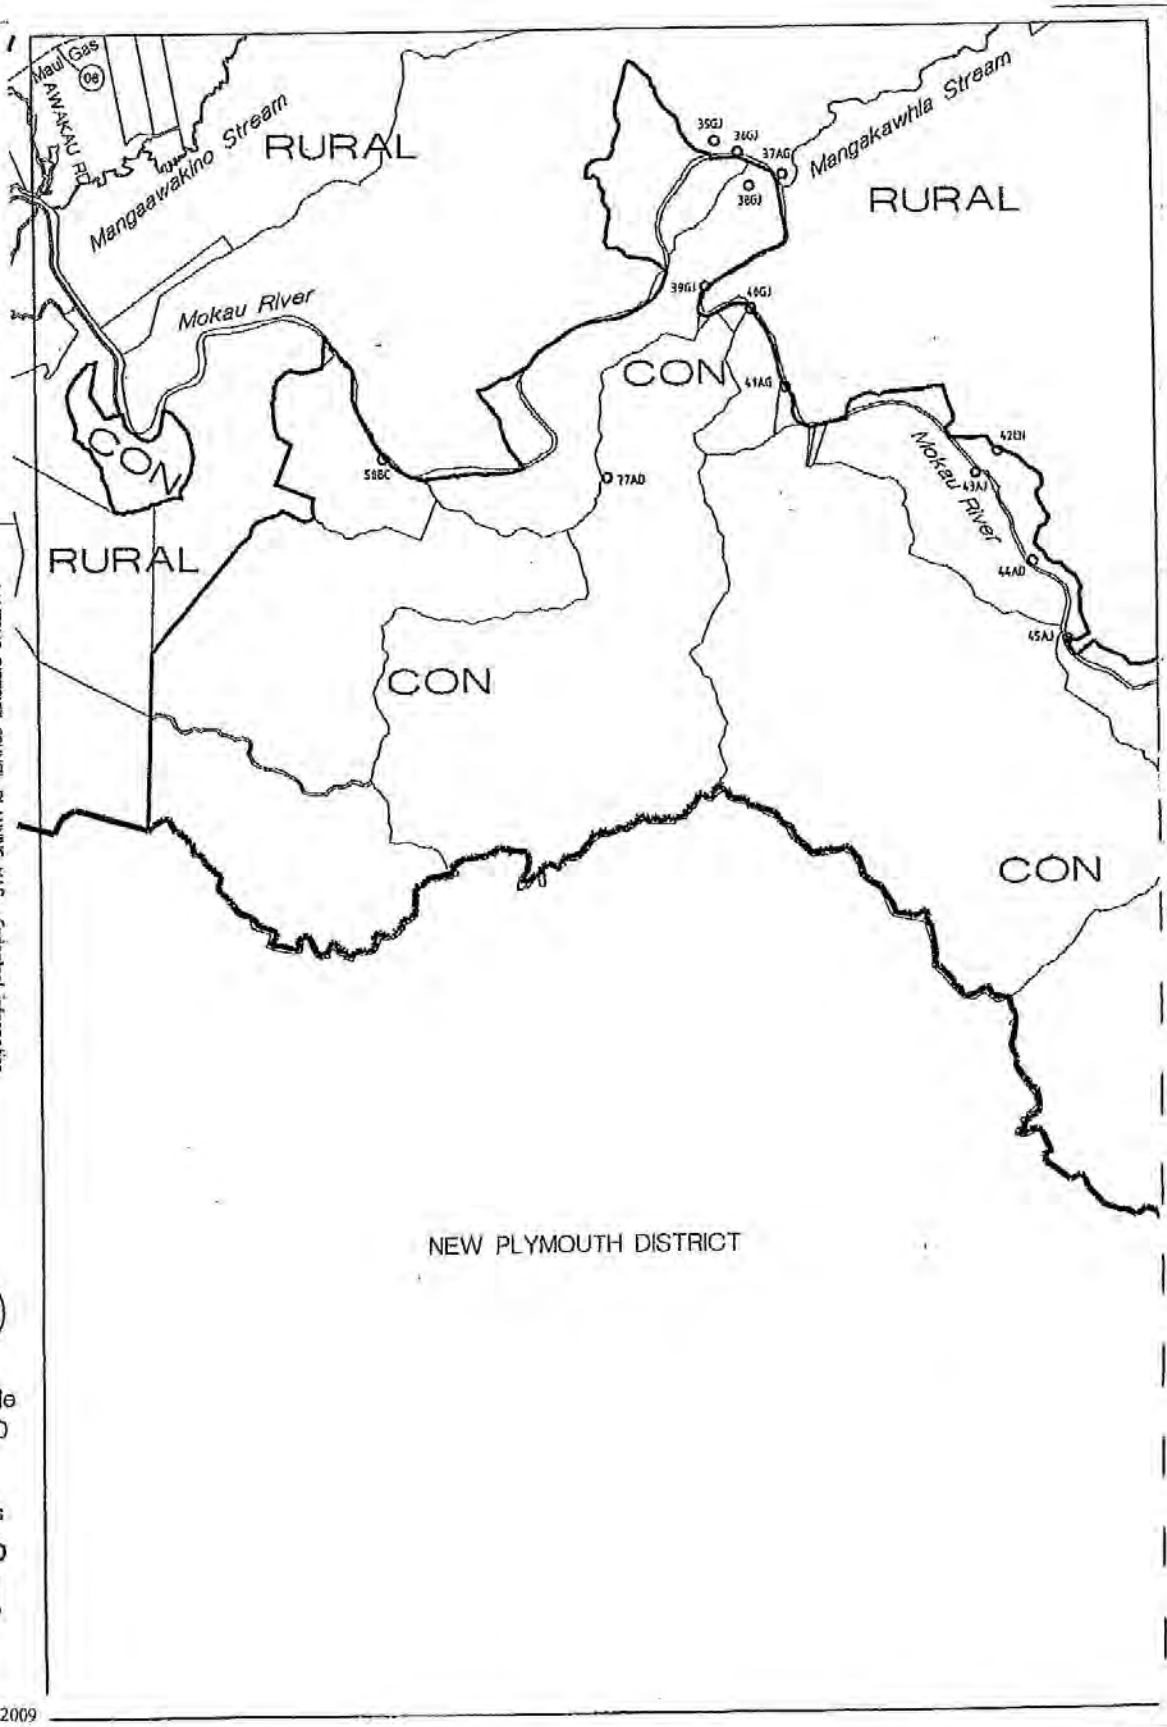 Maui Gas
08
AWAKAU RD
Mangaawakino Stream
RURAL
35GJ
36GJ
37AG
38GJ
Mangakawhia Stream
RURAL
39GJ
40GJ
Mokau River
CON
41AG
CON
58BC
77AD
Mokau River
43AJ
44AD
45AJ
RURAL
CON
CON
NEW PLYMOUTH DISTRICT
2009